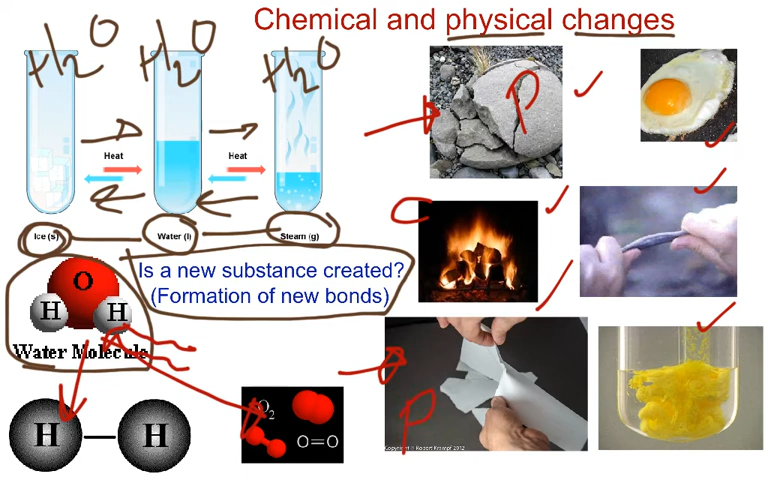 Chemical and physical changes
H2O
H2O
H2O
P
Heat
Heat
C
Ice (s)
Water (l)
Steam (g)
Is a new substance created?
(Formation of new bonds)
O
H
H
Water Molecule
H
H
O2
O=O
P
Copyright © Robert Krampf 2012